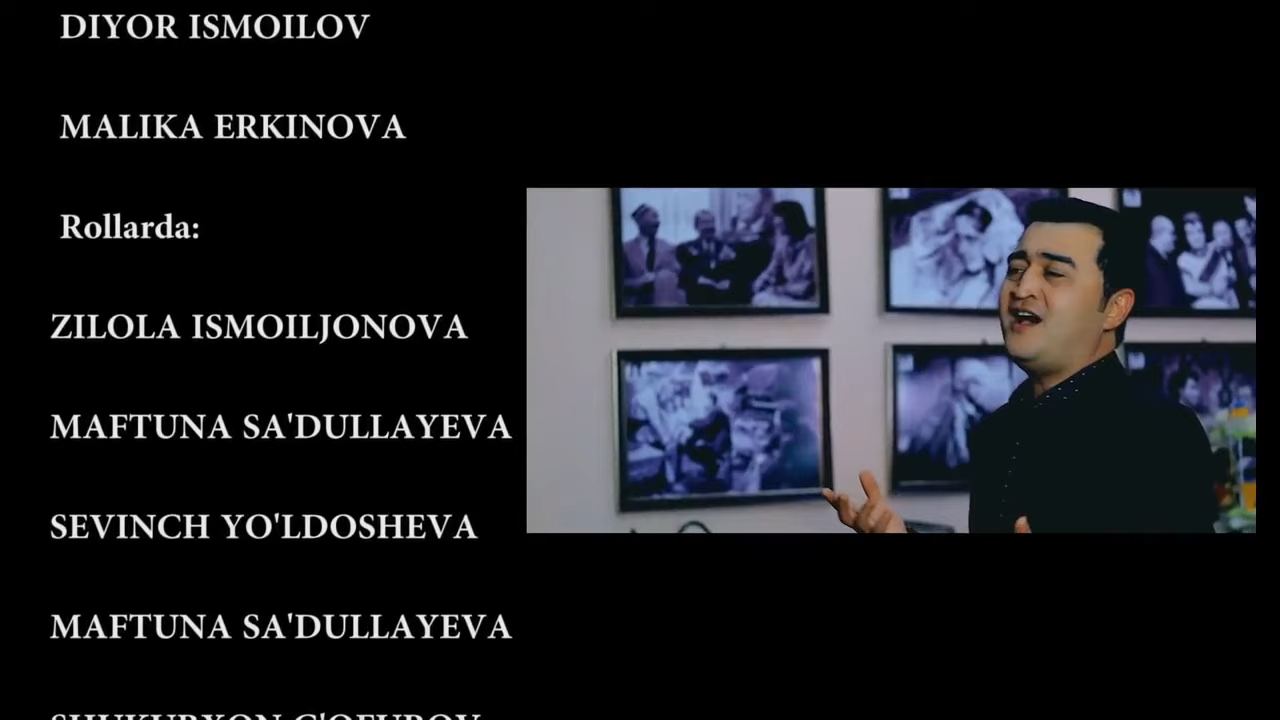 DIYOR ISMOILOV
MALIKA ERKINOVA
Rollarda:
ZILOLA ISMOILJONOVA
MAFTUNA SA'DULLAYEVA
SEVINCH YO'LDOSHEVA
MAFTUNA SA'DULLAYEVA